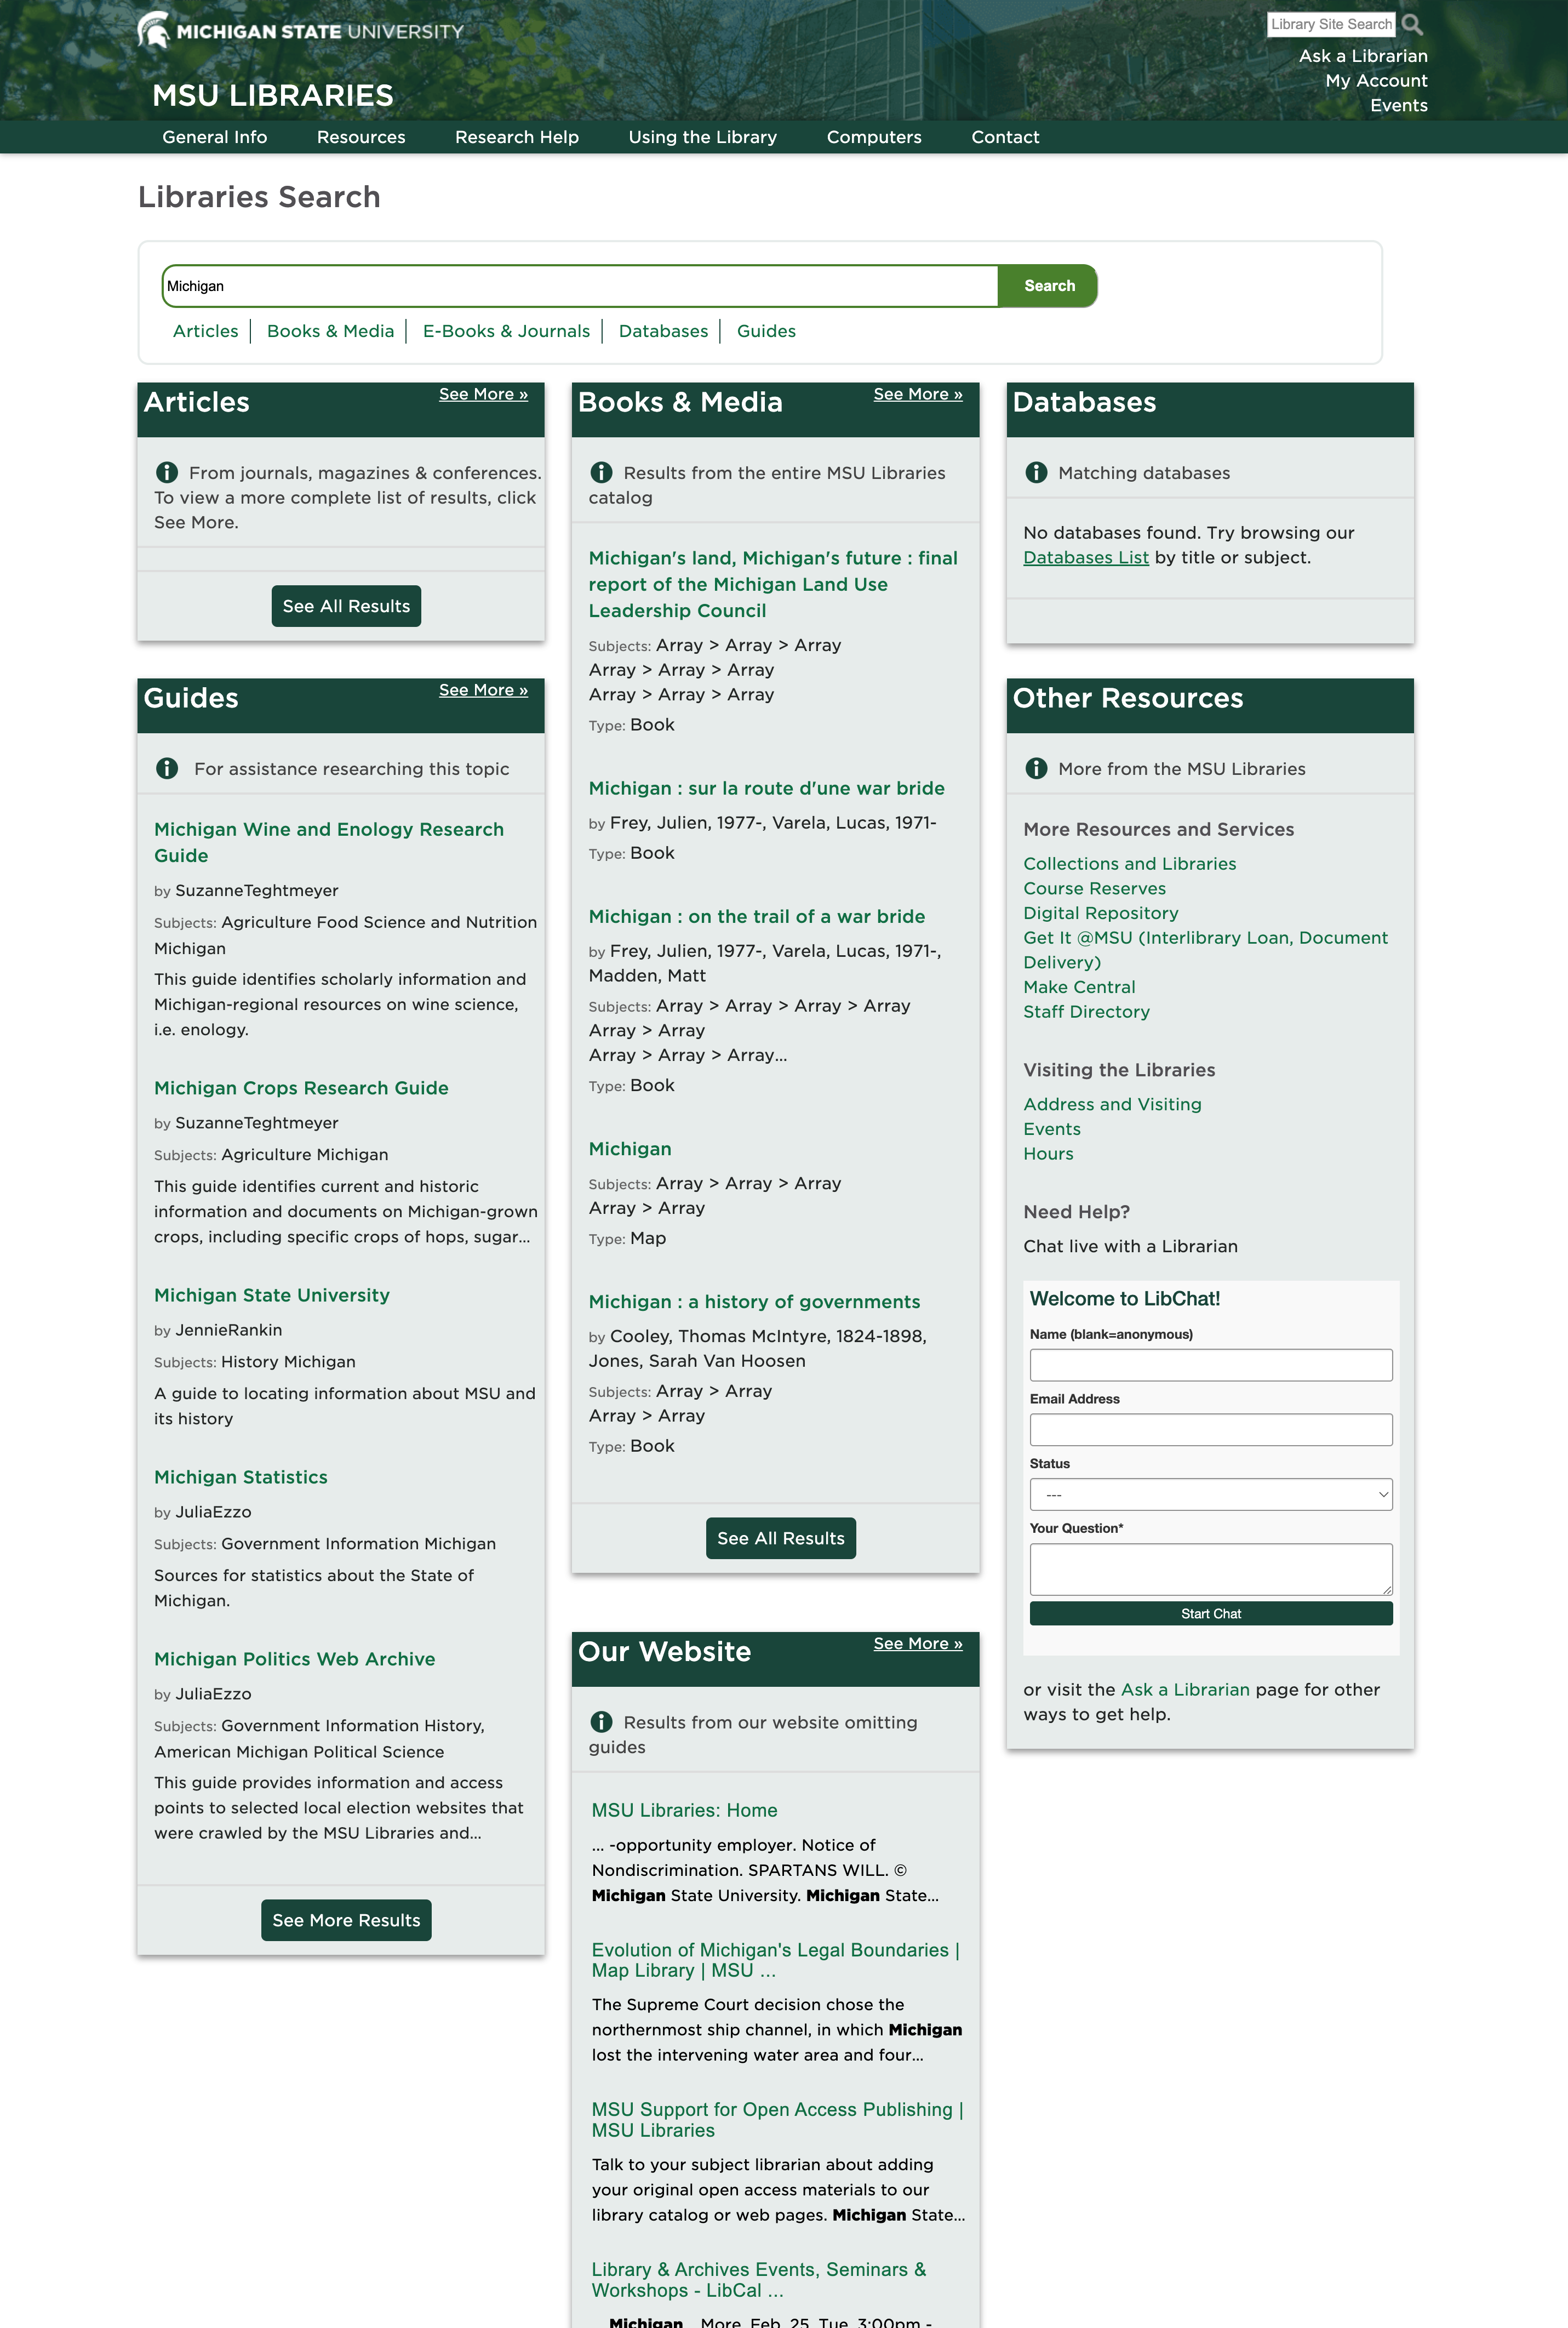 MICHIGAN STATE UNIVERSITY
Library Site Search
Ask a Librarian
My Account
Events
MSU LIBRARIES
General Info Resources Research Help Using the Library Computers Contact
Libraries Search
Michigan Search
Articles Books & Media E-Books & Journals Databases Guides
Articles See More »
From journals, magazines & conferences.
To view a more complete list of results, click
See More.
See All Results
Guides See More »
For assistance researching this topic
Michigan Wine and Enology Research
Guide
by SuzanneTeghtmeyer
Subjects: Agriculture Food Science and Nutrition
Michigan
This guide identifies scholarly information and
Michigan-regional resources on wine science,
i.e. enology.
Michigan Crops Research Guide
by SuzanneTeghtmeyer
Subjects: Agriculture Michigan
This guide identifies current and historic
information and documents on Michigan-grown
crops, including specific crops of hops, sugar...
Michigan State University
by JennieRankin
Subjects: History Michigan
A guide to locating information about MSU and
its history
Michigan Statistics
by JuliaEzzo
Subjects: Government Information Michigan
Sources for statistics about the State of
Michigan.
Michigan Politics Web Archive
by JuliaEzzo
Subjects: Government Information History,
American Michigan Political Science
This guide provides information and access
points to selected local election websites that
were crawled by the MSU Libraries and...
See More Results
Books & Media See More »
Results from the entire MSU Libraries
catalog
Michigan's land, Michigan's future : final
report of the Michigan Land Use
Leadership Council
Subjects: Array > Array > Array
Array > Array > Array
Array > Array > Array
Type: Book
Michigan : sur la route d'une war bride
by Frey, Julien, 1977-, Varela, Lucas, 1971-
Type: Book
Michigan : on the trail of a war bride
by Frey, Julien, 1977-, Varela, Lucas, 1971-,
Madden, Matt
Subjects: Array > Array > Array > Array
Array > Array
Array > Array > Array...
Type: Book
Michigan
Subjects: Array > Array > Array
Array > Array
Type: Map
Michigan : a history of governments
by Cooley, Thomas McIntyre, 1824-1898,
Jones, Sarah Van Hoosen
Subjects: Array > Array
Array > Array
Type: Book
See All Results
Our Website See More »
Results from our website omitting
guides
MSU Libraries: Home
... -opportunity employer. Notice of
Nondiscrimination. SPARTANS WILL. ©
Michigan State University. Michigan State...
Evolution of Michigan's Legal Boundaries |
Map Library | MSU ...
The Supreme Court decision chose the
northernmost ship channel, in which Michigan
lost the intervening water area and four...
MSU Support for Open Access Publishing |
MSU Libraries
Talk to your subject librarian about adding
your original open access materials to our
library catalog or web pages. Michigan State...
Library & Archives Events, Seminars &
Workshops - LibCal ...
Michigan More Feb 25 Tue 3:00pm -
Databases
Matching databases
No databases found. Try browsing our
Databases List by title or subject.
Other Resources
More from the MSU Libraries
More Resources and Services
Collections and Libraries
Course Reserves
Digital Repository
Get It @MSU (Interlibrary Loan, Document
Delivery)
Make Central
Staff Directory
Visiting the Libraries
Address and Visiting
Events
Hours
Need Help?
Chat live with a Librarian
Welcome to LibChat!
Name (blank=anonymous)
Email Address
Status
---
Your Question*
Start Chat
or visit the Ask a Librarian page for other
ways to get help.